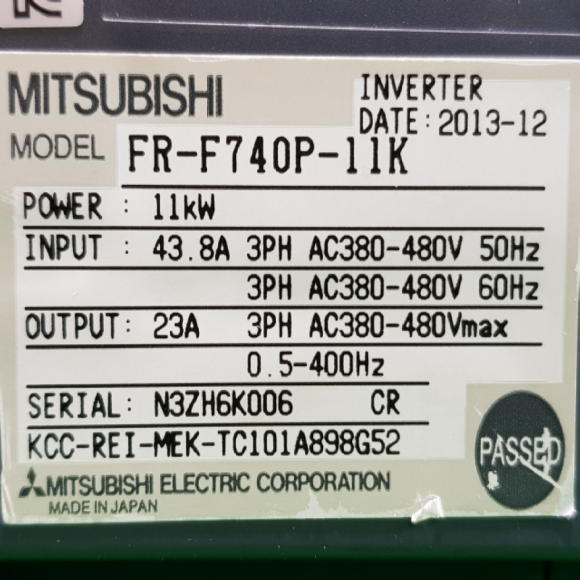 MITSUBISHI
INVERTER
DATE: 2013-12
MODEL FR-F740P-11K
POWER : 11kW
INPUT : 43.8A 3PH AC380-480V 50Hz
3PH AC380-480V 60Hz
OUTPUT: 23A 3PH AC380-480Vmax
0.5-400Hz
SERIAL: N3ZH6K006 CR
KCC-REI-MEK-TC101A898G52
PASSED
MITSUBISHI ELECTRIC CORPORATION
MADE IN JAPAN